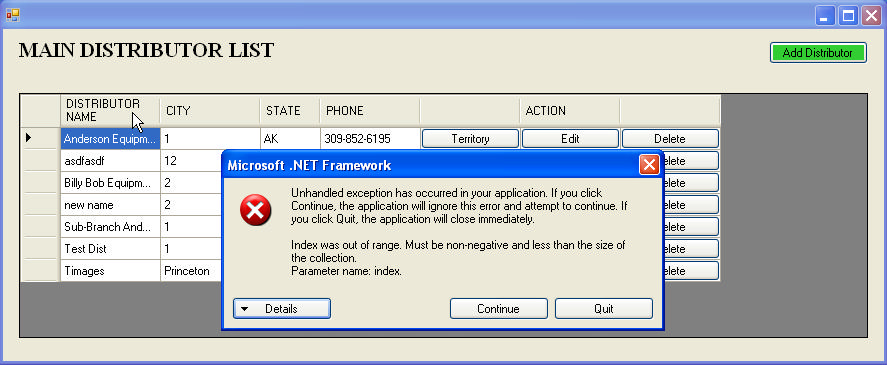 MAIN DISTRIBUTOR LIST
Add Distributor
DISTRIBUTOR
NAME
CITY
STATE
PHONE
ACTION
Anderson Equipm...
1
AK
309-852-6195
Territory
Edit
Delete
asdfasdf
12
elete
Billy Bob Equipm...
2
elete
new name
2
elete
Sub-Branch And...
1
elete
Test Dist
1
elete
Timages
Princeton
elete
Microsoft .NET Framework
Unhandled exception has occurred in your application. If you click
Continue, the application will ignore this error and attempt to continue. If
you click Quit, the application will close immediately.
Index was out of range. Must be non-negative and less than the size of
the collection.
Parameter name: index.
Details
Continue
Quit